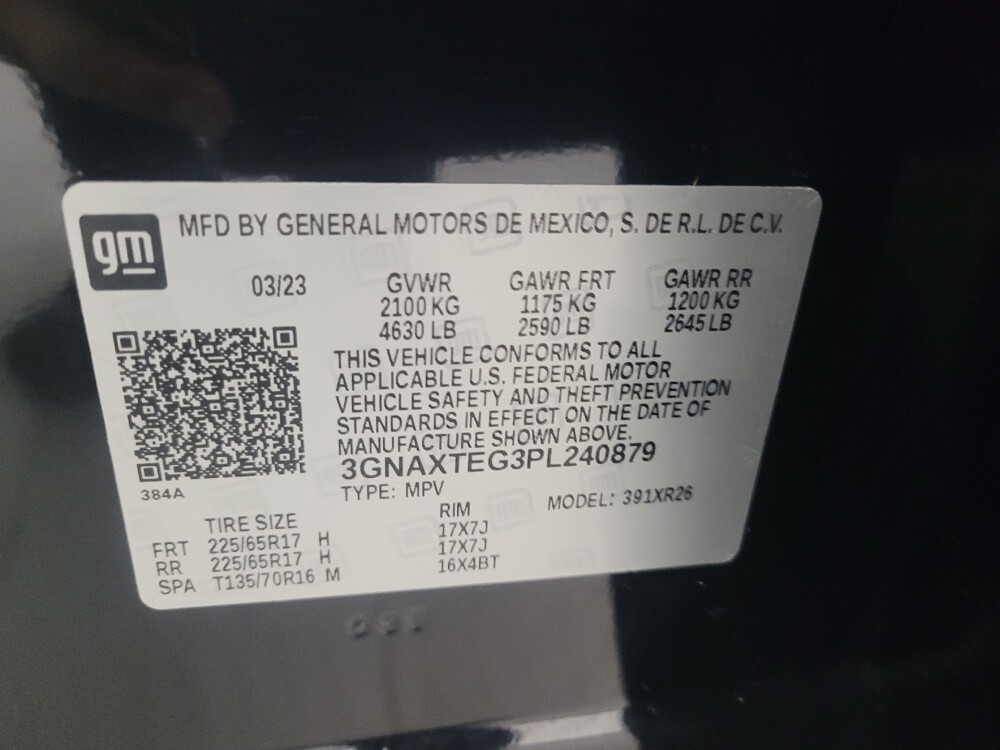 gm
MFD BY GENERAL MOTORS DE MEXICO, S. DE R.L. DE C.V.
03/23 GVWR GAWR FRT GAWR RR
2100 KG 1175 KG 1200 KG
4630 LB 2590 LB 2645 LB
THIS VEHICLE CONFORMS TO ALL
APPLICABLE U.S. FEDERAL MOTOR
VEHICLE SAFETY AND THEFT PREVENTION
STANDARDS IN EFFECT ON THE DATE OF
MANUFACTURE SHOWN ABOVE.
3GNAXTEG3PL240879
384A
TYPE: MPV MODEL: 391XR26
TIRE SIZE RIM
FRT 225/65R17 H 17X7J
RR 225/65R17 H 17X7J
SPA T135/70R16 M 16X4BT